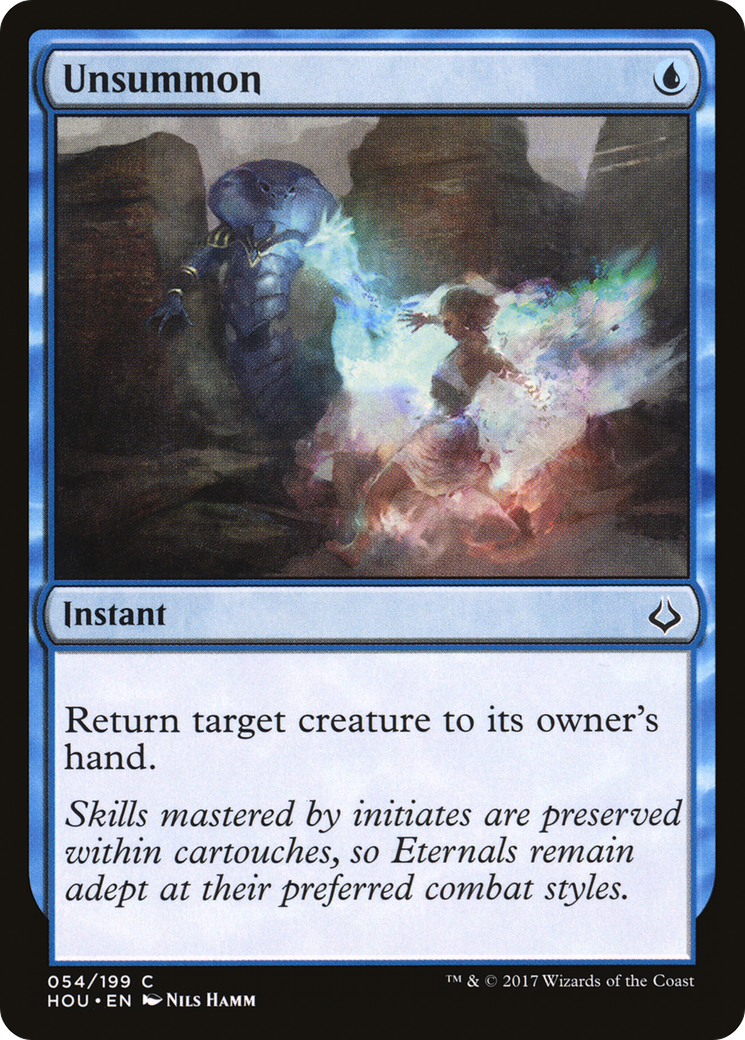 Unsummon
Instant
Return target creature to its owner's
hand.
Skills mastered by initiates are preserved
within cartouches, so Eternals remain
adept at their preferred combat styles.
054/199 C
HOU • EN Nils Hamm
™ & © 2017 Wizards of the Coast